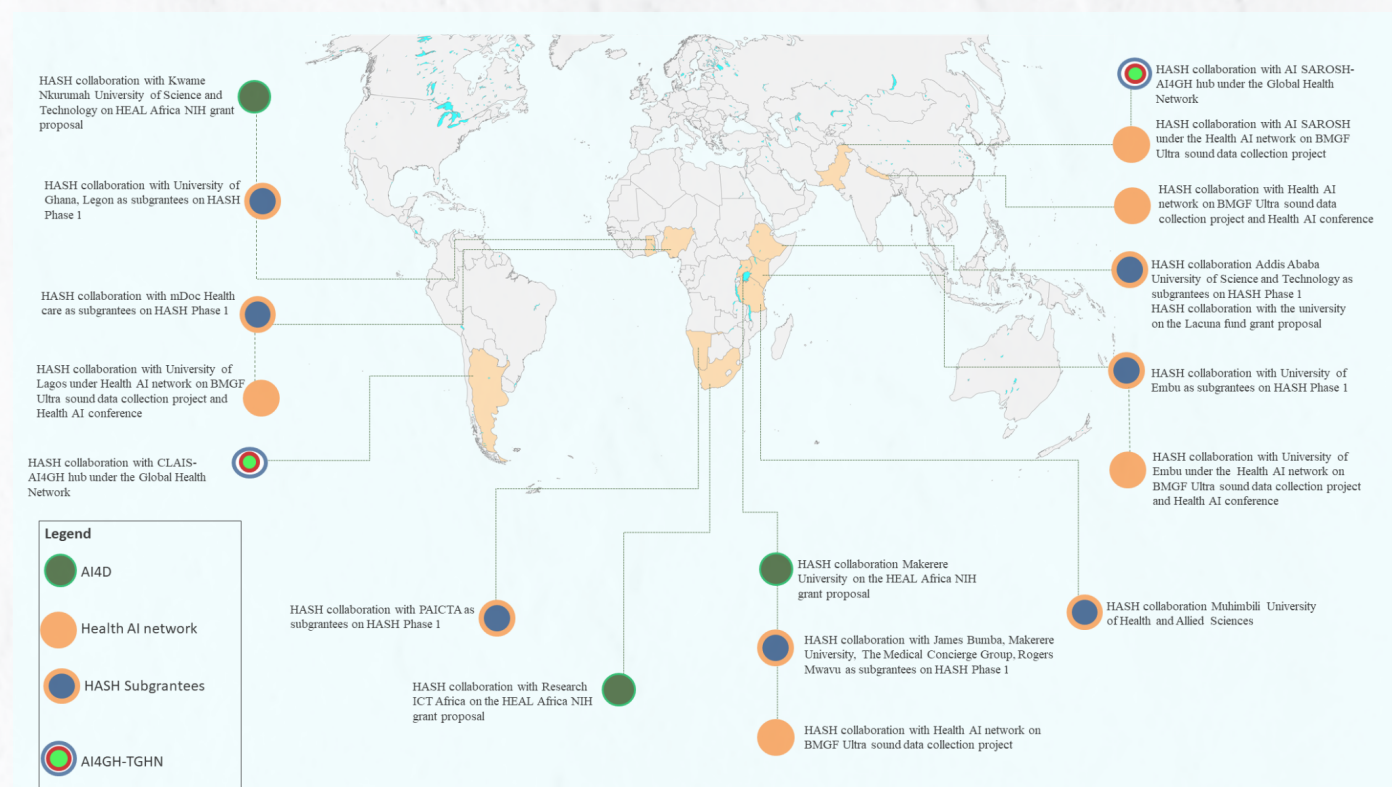 HASH collaboration with Kwame
Nkurumah University of Science and
Technology on HEAL Africa NIH grant
proposal
HASH collaboration with University of
Ghana, Legon as subgrantees on HASH
Phase 1
HASH collaboration with mDoc Health
care as subgrantees on HASH Phase 1
HASH collaboration with University of
Lagos under Health AI network on BMGF
Ultra sound data collection project and
Health AI conference
HASH collaboration with CLAIS-
AI4GH hub under the Global Health
Network
Legend
AI4D
Health AI network
HASH Subgrantees
AI4GH-TGHN
HASH collaboration with PAICTA as
subgrantees on HASH Phase 1
HASH collaboration with Research
ICT Africa on the HEAL Africa NIH
grant proposal
HASH collaboration Makerere
University on the HEAL Africa NIH
grant proposal
HASH collaboration with James Bumba, Makerere
University, The Medical Concierge Group, Rogers
Mwavu as subgrantees on HASH Phase 1
HASH collaboration with Health AI network on
BMGF Ultra sound data collection project
HASH collaboration with AI SAROSH-
AI4GH hub under the Global Health
Network
HASH collaboration with AI SAROSH
under the Health AI network on BMGF
Ultra sound data collection project
HASH collaboration with Health AI
network on BMGF Ultra sound data
collection project and Health AI conference
HASH collaboration Addis Ababa
University of Science and Technology as
subgrantees on HASH Phase 1
HASH collaboration with the university
on the Lacuna fund grant proposal
HASH collaboration with University of
Embu as subgrantees on HASH Phase 1
HASH collaboration with University of
Embu under the Health AI network on
BMGF Ultra sound data collection project
and Health AI conference
HASH collaboration Muhimbili University
of Health and Allied Sciences